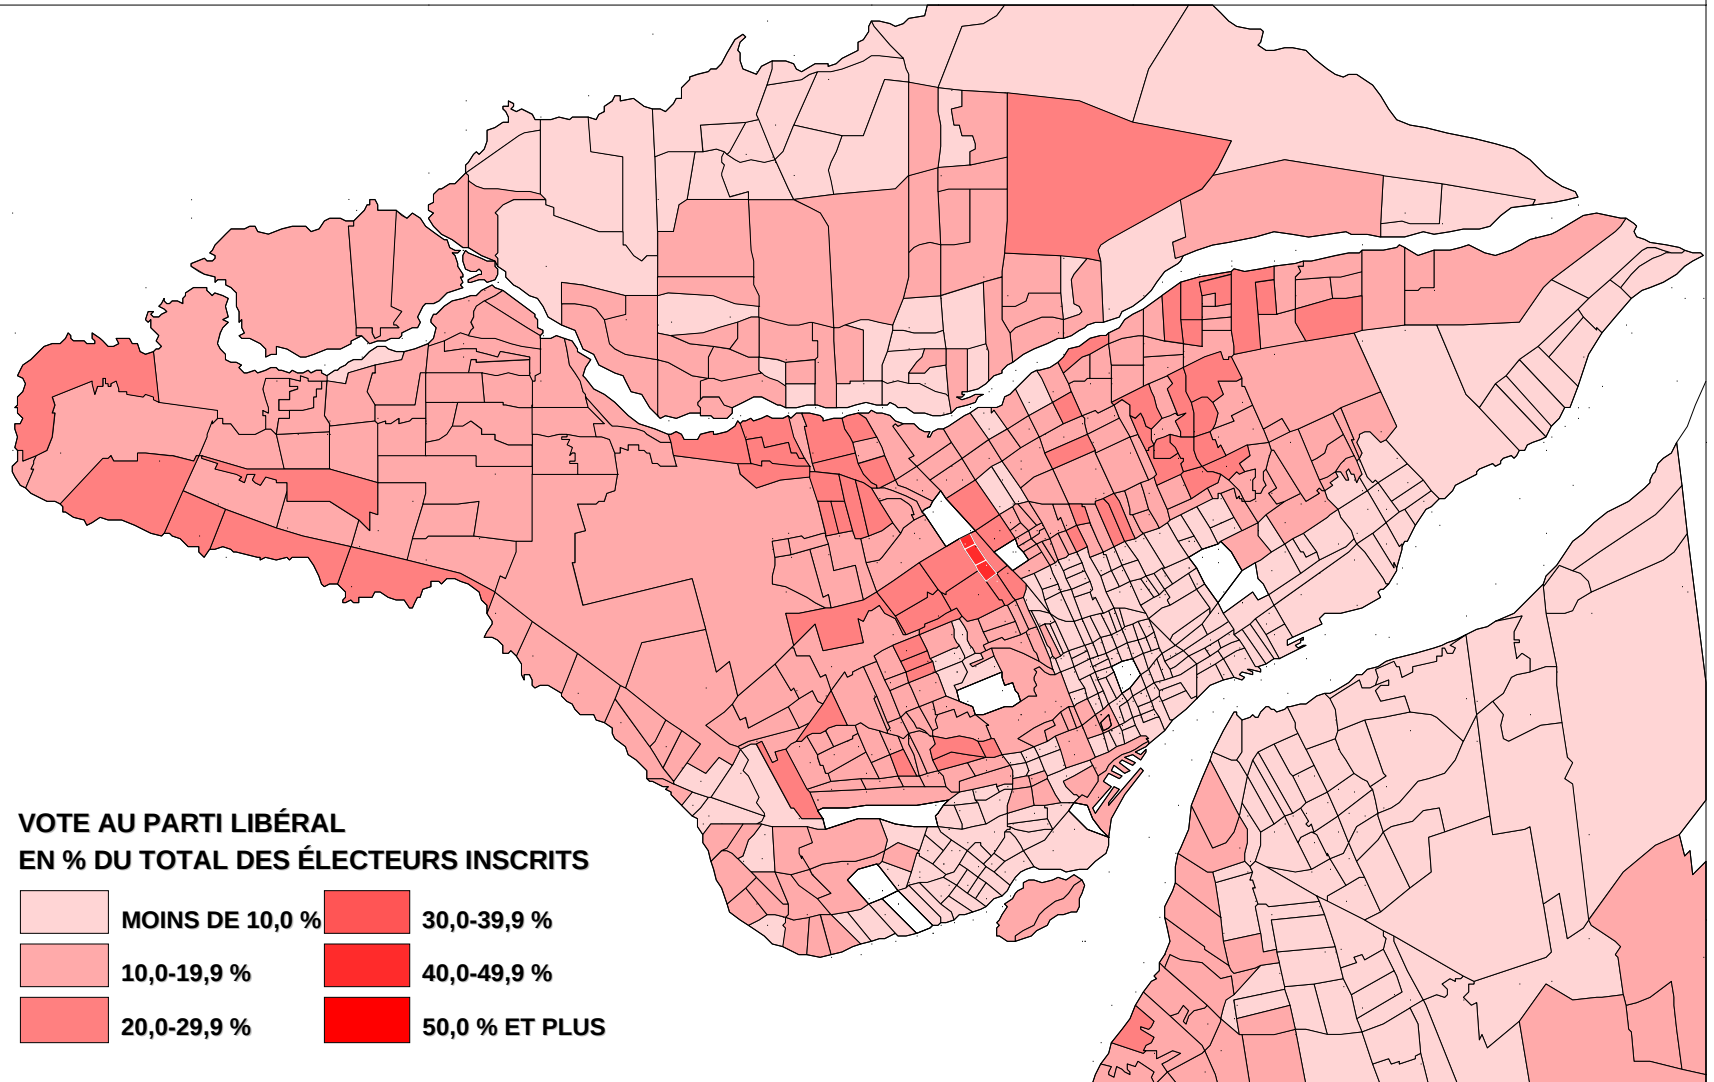 VOTE AU PARTI LIBÉRAL
EN % DU TOTAL DES ÉLECTEURS INSCRITS
MOINS DE 10,0 %
10,0-19,9 %
20,0-29,9 %
30,0-39,9 %
40,0-49,9 %
50,0 % ET PLUS